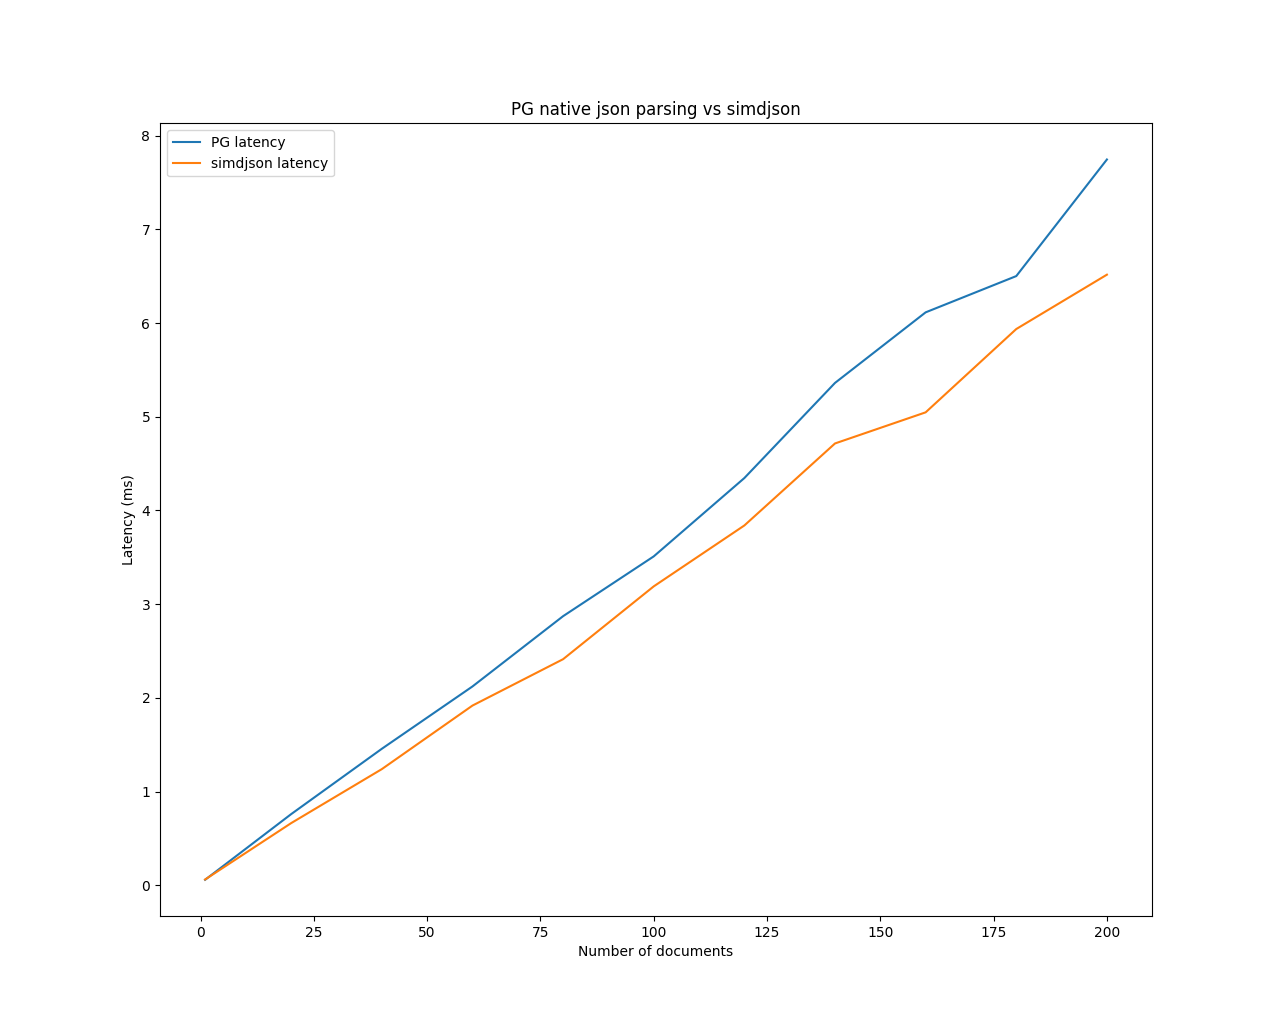 PG native json parsing vs simdjson
PG latency
simdjson latency
8
7
6
5
4
3
2
1
0
Latency (ms)
0 25 50 75 100 125 150 175 200
Number of documents